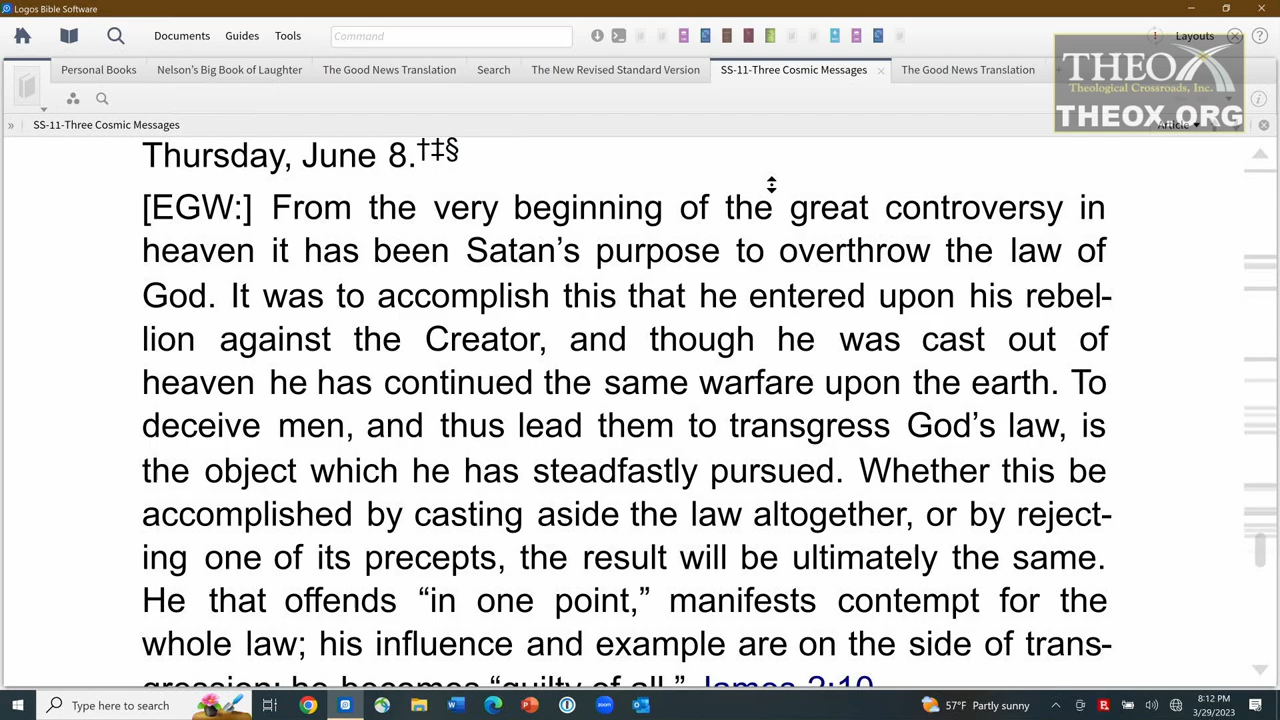 Logos Bible Software
Documents Guides Tools Command Layouts
THEOX
Theological Crossroads, Inc.
THEOX.ORG
Personal Books Nelson's Big Book of Laughter The Good News Translation Search The New Revised Standard Version SS-11-Three Cosmic Messages The Good News Translation
» SS-11-Three Cosmic Messages Article
Thursday, June 8.†‡§
[EGW:] From the very beginning of the great controversy in
heaven it has been Satan’s purpose to overthrow the law of
God. It was to accomplish this that he entered upon his rebel-
lion against the Creator, and though he was cast out of
heaven he has continued the same warfare upon the earth. To
deceive men, and thus lead them to transgress God’s law, is
the object which he has steadfastly pursued. Whether this be
accomplished by casting aside the law altogether, or by reject-
ing one of its precepts, the result will be ultimately the same.
He that offends “in one point,” manifests contempt for the
whole law; his influence and example are on the side of trans-
gression; he becomes “guilty of all.” James 2:10
Type here to search 57°F Partly sunny 8:12 PM
3/29/2023